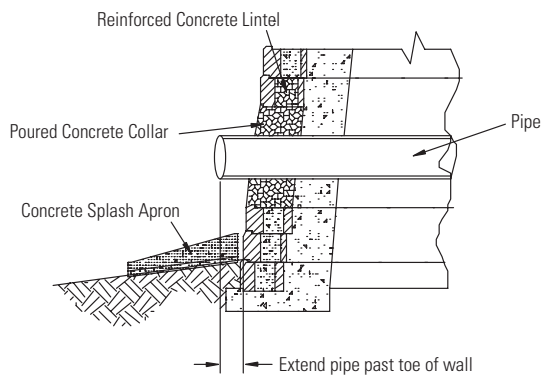 Reinforced Concrete Lintel
Poured Concrete Collar
Pipe
Concrete Splash Apron
Extend pipe past toe of wall